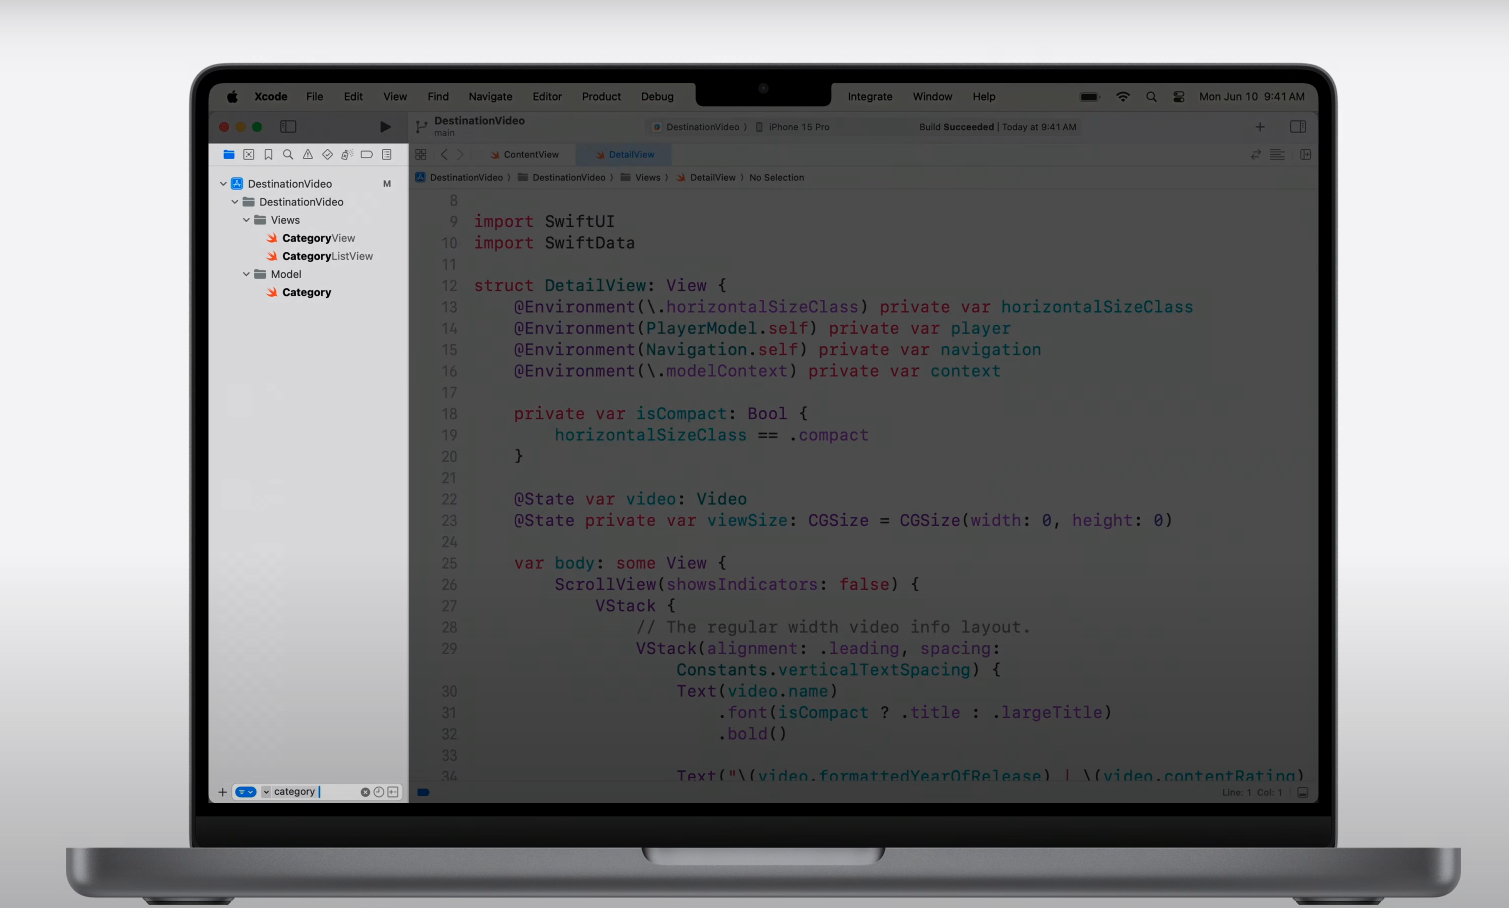 Xcode File Edit View Find Navigate Editor Product Debug Integrate Window Help Mon Jun 10 9:41 AM
DestinationVideo
main
DestinationVideo iPhone 15 Pro
Build Succeeded | Today at 9:41 AM
ContentView DetailView
DestinationVideo DestinationVideo Views DetailView No Selection
DestinationVideo M
DestinationVideo
Views
CategoryView
CategoryListView
Model
Category
category
8
9 import SwiftUI
10 import SwiftData
11
12 struct DetailView: View {
13 @Environment(\.horizontalSizeClass) private var horizontalSizeClass
14 @Environment(PlayerModel.self) private var player
15 @Environment(Navigation.self) private var navigation
16 @Environment(\.modelContext) private var context
17
18 private var isCompact: Bool {
19 horizontalSizeClass == .compact
20 }
21
22 @State var video: Video
23 @State private var viewSize: CGSize = CGSize(width: 0, height: 0)
24
25 var body: some View {
26 ScrollView(showsIndicators: false) {
27 VStack {
28 // The regular width video info layout.
29 VStack(alignment: .leading, spacing:
Constants.verticalTextSpacing) {
30 Text(video.name)
31 .font(isCompact ? .title : .largeTitle)
32 .bold()
33
34 Text("\(video.formattedYearOfRelease) | \(video.contentRating)
Line: 1 Col: 1